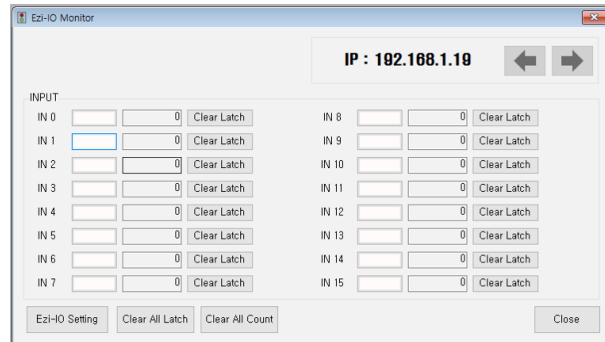 Ezi-IO Monitor
IP : 192.168.1.19
INPUT
IN 0 0 Clear Latch IN 8 0 Clear Latch
IN 1 0 Clear Latch IN 9 0 Clear Latch
IN 2 0 Clear Latch IN 10 0 Clear Latch
IN 3 0 Clear Latch IN 11 0 Clear Latch
IN 4 0 Clear Latch IN 12 0 Clear Latch
IN 5 0 Clear Latch IN 13 0 Clear Latch
IN 6 0 Clear Latch IN 14 0 Clear Latch
IN 7 0 Clear Latch IN 15 0 Clear Latch
Ezi-IO Setting Clear All Latch Clear All Count Close